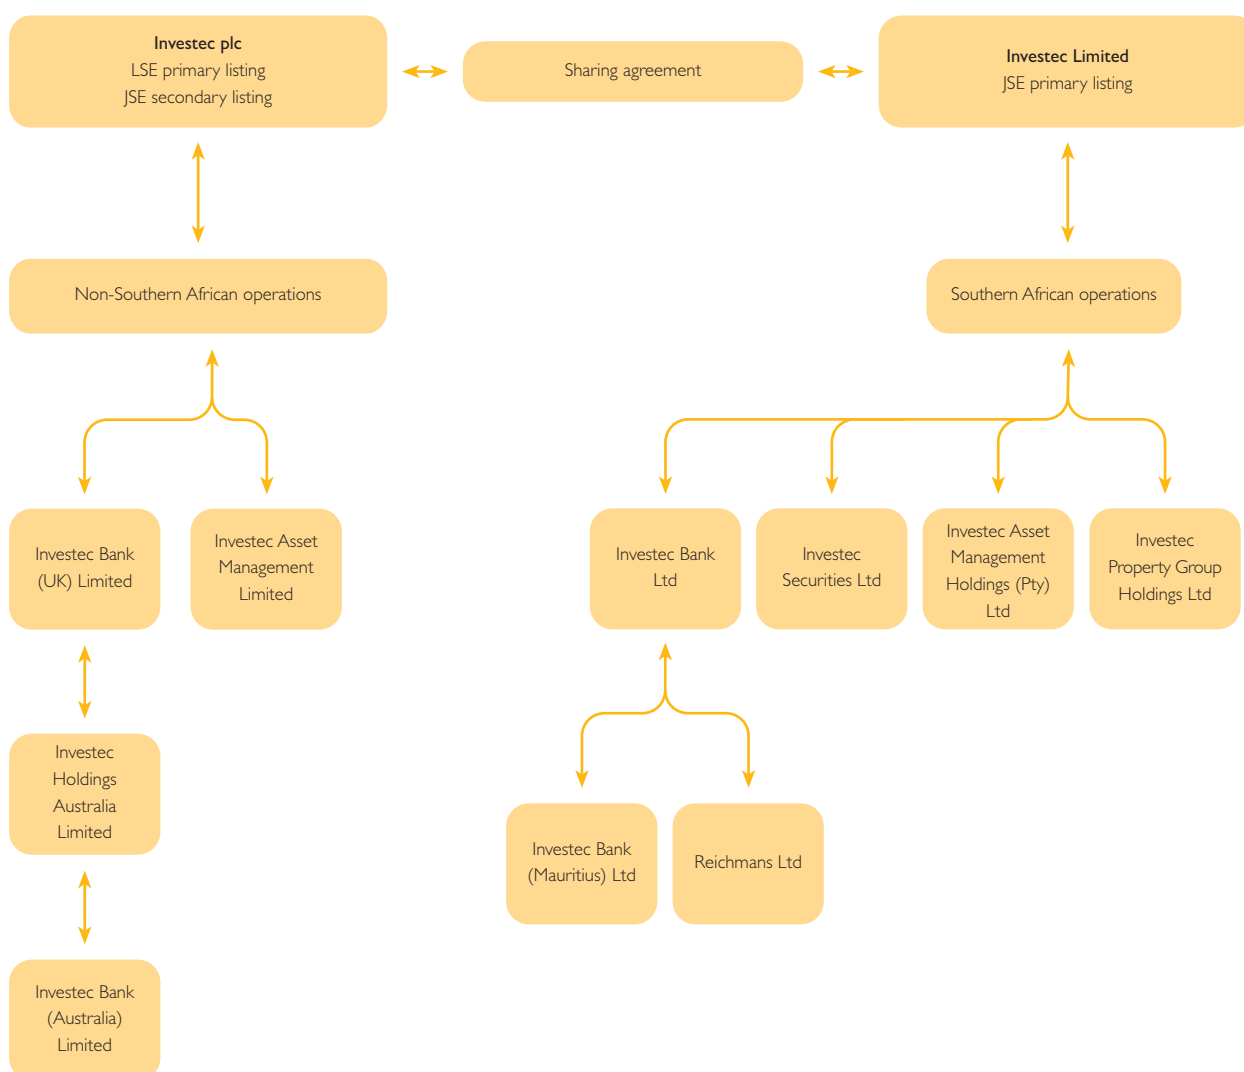 Investec plc
LSE primary listing
JSE secondary listing
Sharing agreement
Investec Limited
JSE primary listing
Non-Southern African operations
Southern African operations
Investec Bank
(UK) Limited
Investec Asset
Management
Limited
Investec Bank
Ltd
Investec
Securities Ltd
Investec Asset
Management
Holdings (Pty)
Ltd
Investec
Property Group
Holdings Ltd
Investec
Holdings
Australia
Limited
Investec Bank
(Mauritius) Ltd
Reichmans Ltd
Investec Bank
(Australia)
Limited